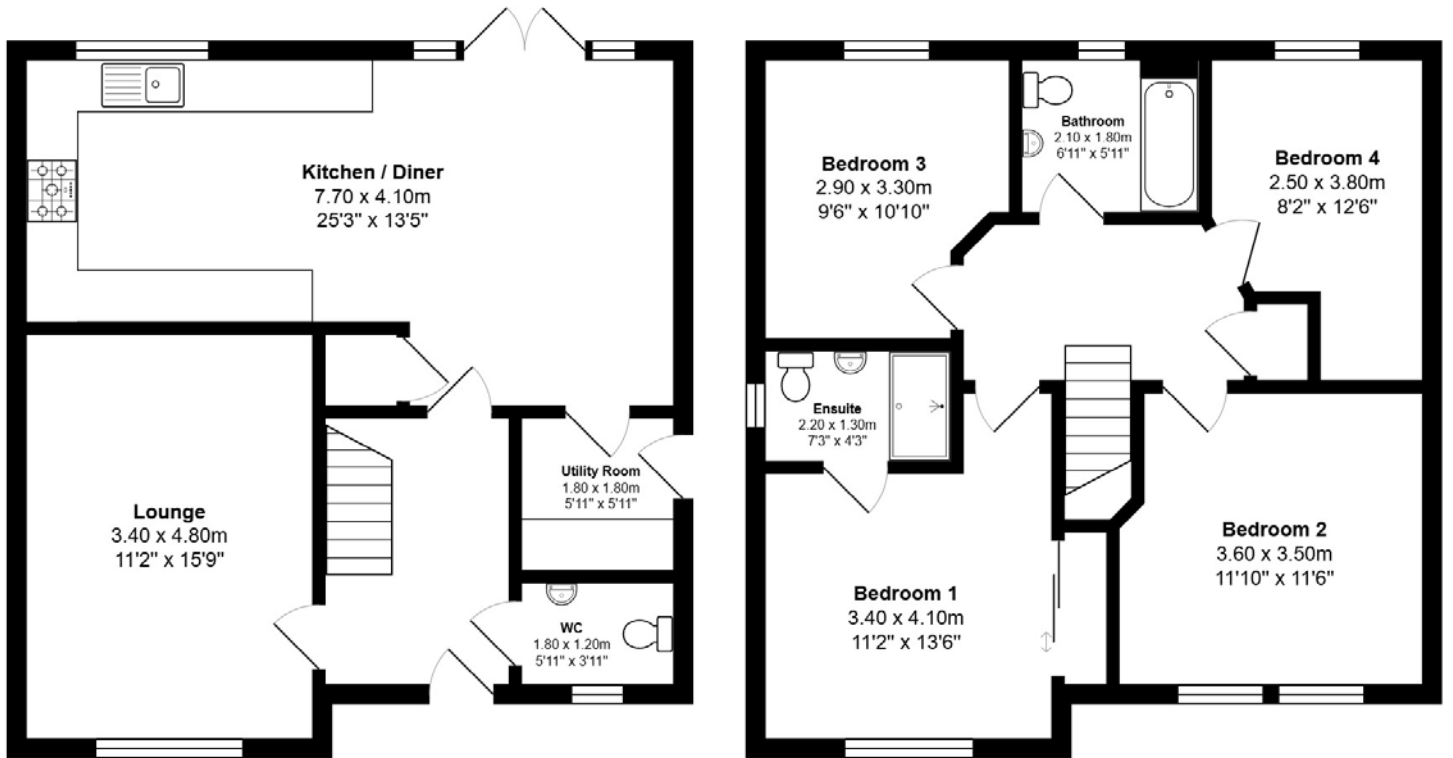 Kitchen / Diner
7.70 x 4.10m
25'3" x 13'5"
Lounge
3.40 x 4.80m
11'2" x 15'9"
Utility Room
1.80 x 1.80m
5'11" x 5'11"
WC
1.80 x 1.20m
5'11" x 3'11"
Bedroom 3
2.90 x 3.30m
9'6" x 10'10"
Bathroom
2.10 x 1.80m
6'11" x 5'11"
Bedroom 4
2.50 x 3.80m
8'2" x 12'6"
Ensuite
2.20 x 1.30m
7'3" x 4'3"
Bedroom 1
3.40 x 4.10m
11'2" x 13'6"
Bedroom 2
3.60 x 3.50m
11'10" x 11'6"